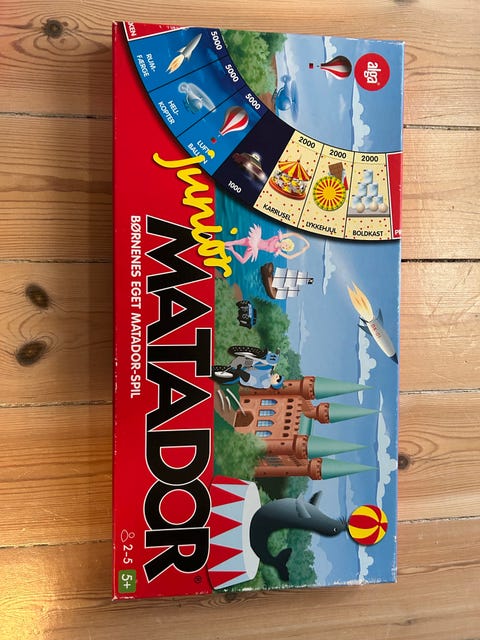 alga
KEN
RUM-
FÆRGE
5000
HELI-
KOPTER
5000
LUFT-
BALLON
5000
1000
2000
KARRUSEL
2000
LYKKEHJUL
2000
BOLDKAST
Junior
MATADOR®
BØRNENES EGET MATADOR-SPIL
2-5
5+